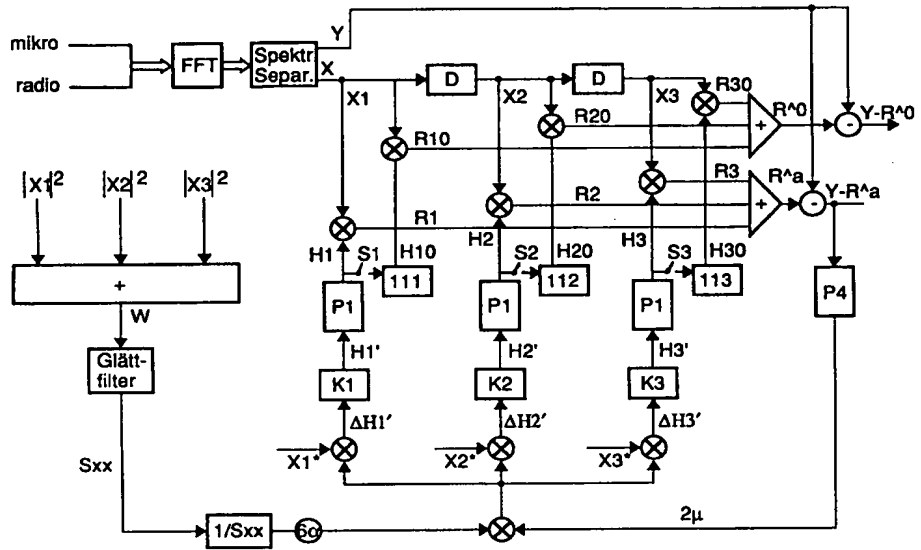 Y
mikro
radio
FFT
Spektr
Separ.
X
X1
D
X2
D
X3
R30
R^0
Y-R^0
R20
R10
+
-
|X1|² |X2|² |X3|²
R3
R^a
Y-R^a
R2
R1
+
-
H1
S1
H10
H2
S2
H20
H3
S3
H30
111
112
113
P1
P1
P1
P4
+
W
Glätt-
filter
H1'
H2'
H3'
K1
K2
K3
ΔH1'
ΔH2'
ΔH3'
X1*
X2*
X3*
Sxx
1/Sxx
2μ